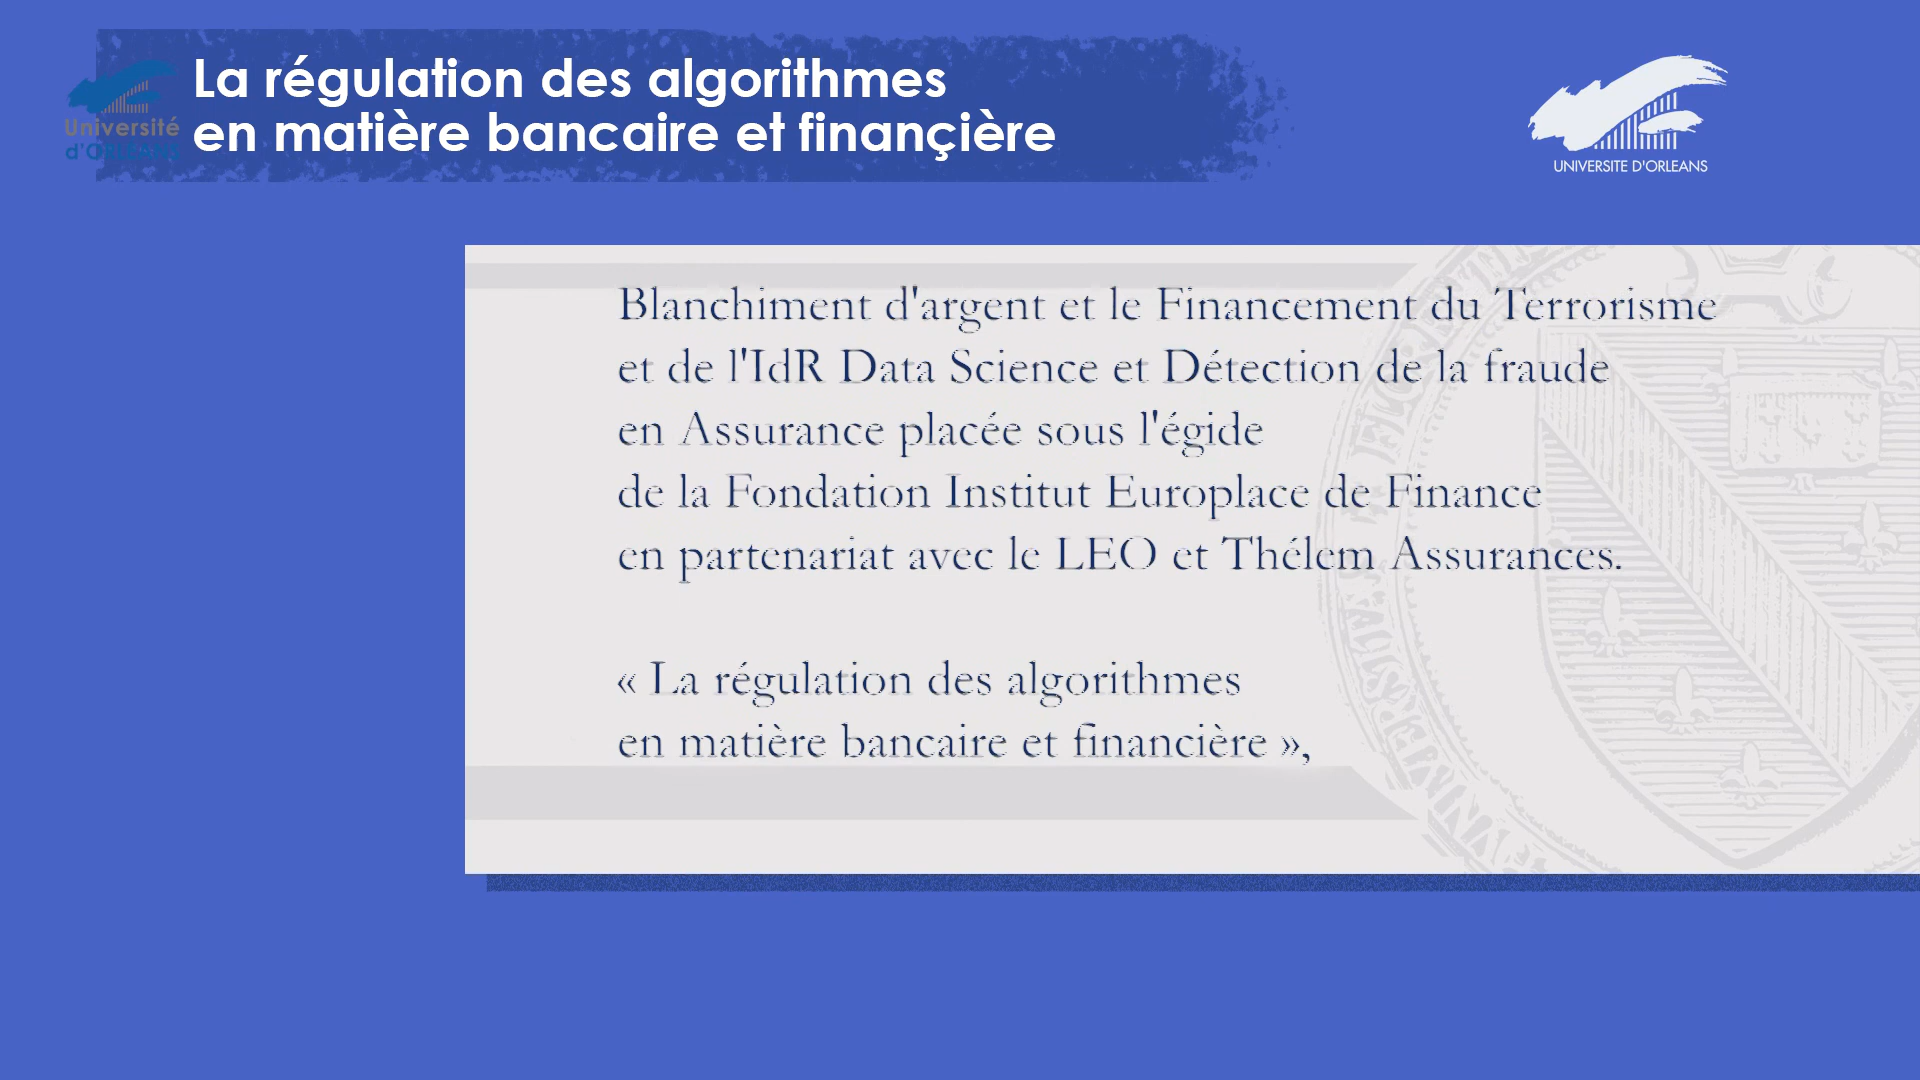 La régulation des algorithmes
en matière bancaire et finançière
Université
d'ORLÉANS
UNIVERSITE D'ORLEANS
Blanchiment d'argent et le Financement du Terrorisme
et de l'IdR Data Science et Détection de la fraude
en Assurance placée sous l'égide
de la Fondation Institut Europlace de Finance
en partenariat avec le LEO et Thélem Assurances.
« La régulation des algorithmes
en matière bancaire et financière »,